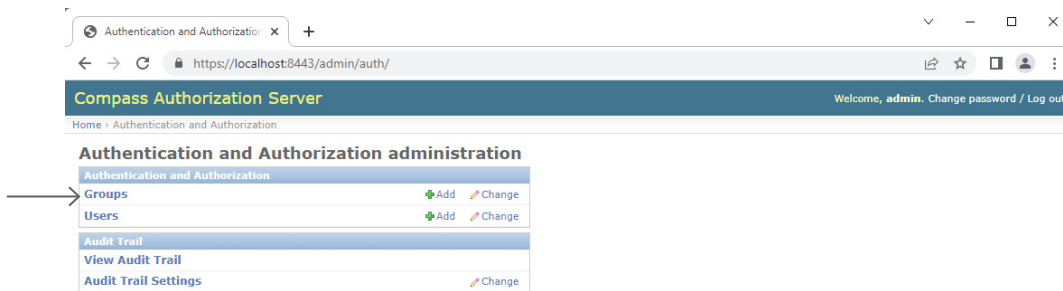 Authentication and Authorization
https://localhost:8443/admin/auth/
Compass Authorization Server Welcome, admin. Change password / Log out
Home › Authentication and Authorization
Authentication and Authorization administration
Authentication and Authorization
Groups Add Change
Users Add Change
Audit Trail
View Audit Trail
Audit Trail Settings Change